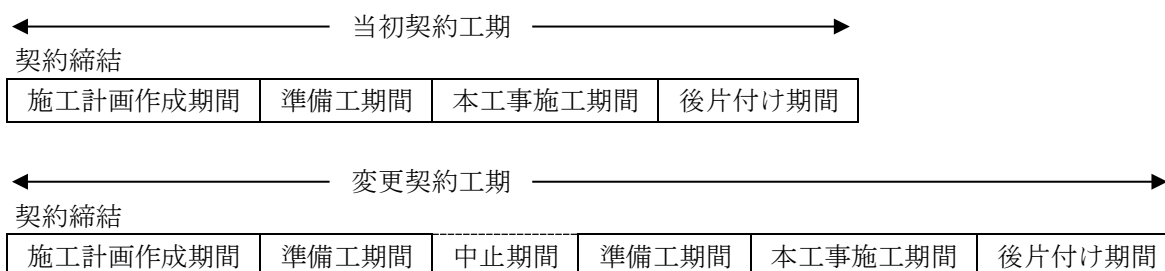 当初契約工期
契約締結
施工計画作成期間 準備工期間 本工事施工期間 後片付け期間
変更契約工期
契約締結
施工計画作成期間 準備工期間 中止期間 準備工期間 本工事施工期間 後片付け期間